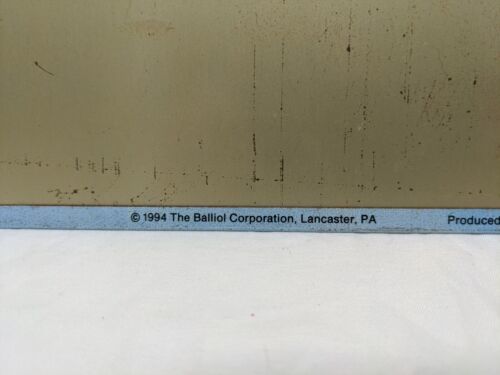 © 1994 The Balliol Corporation, Lancaster, PA Produced